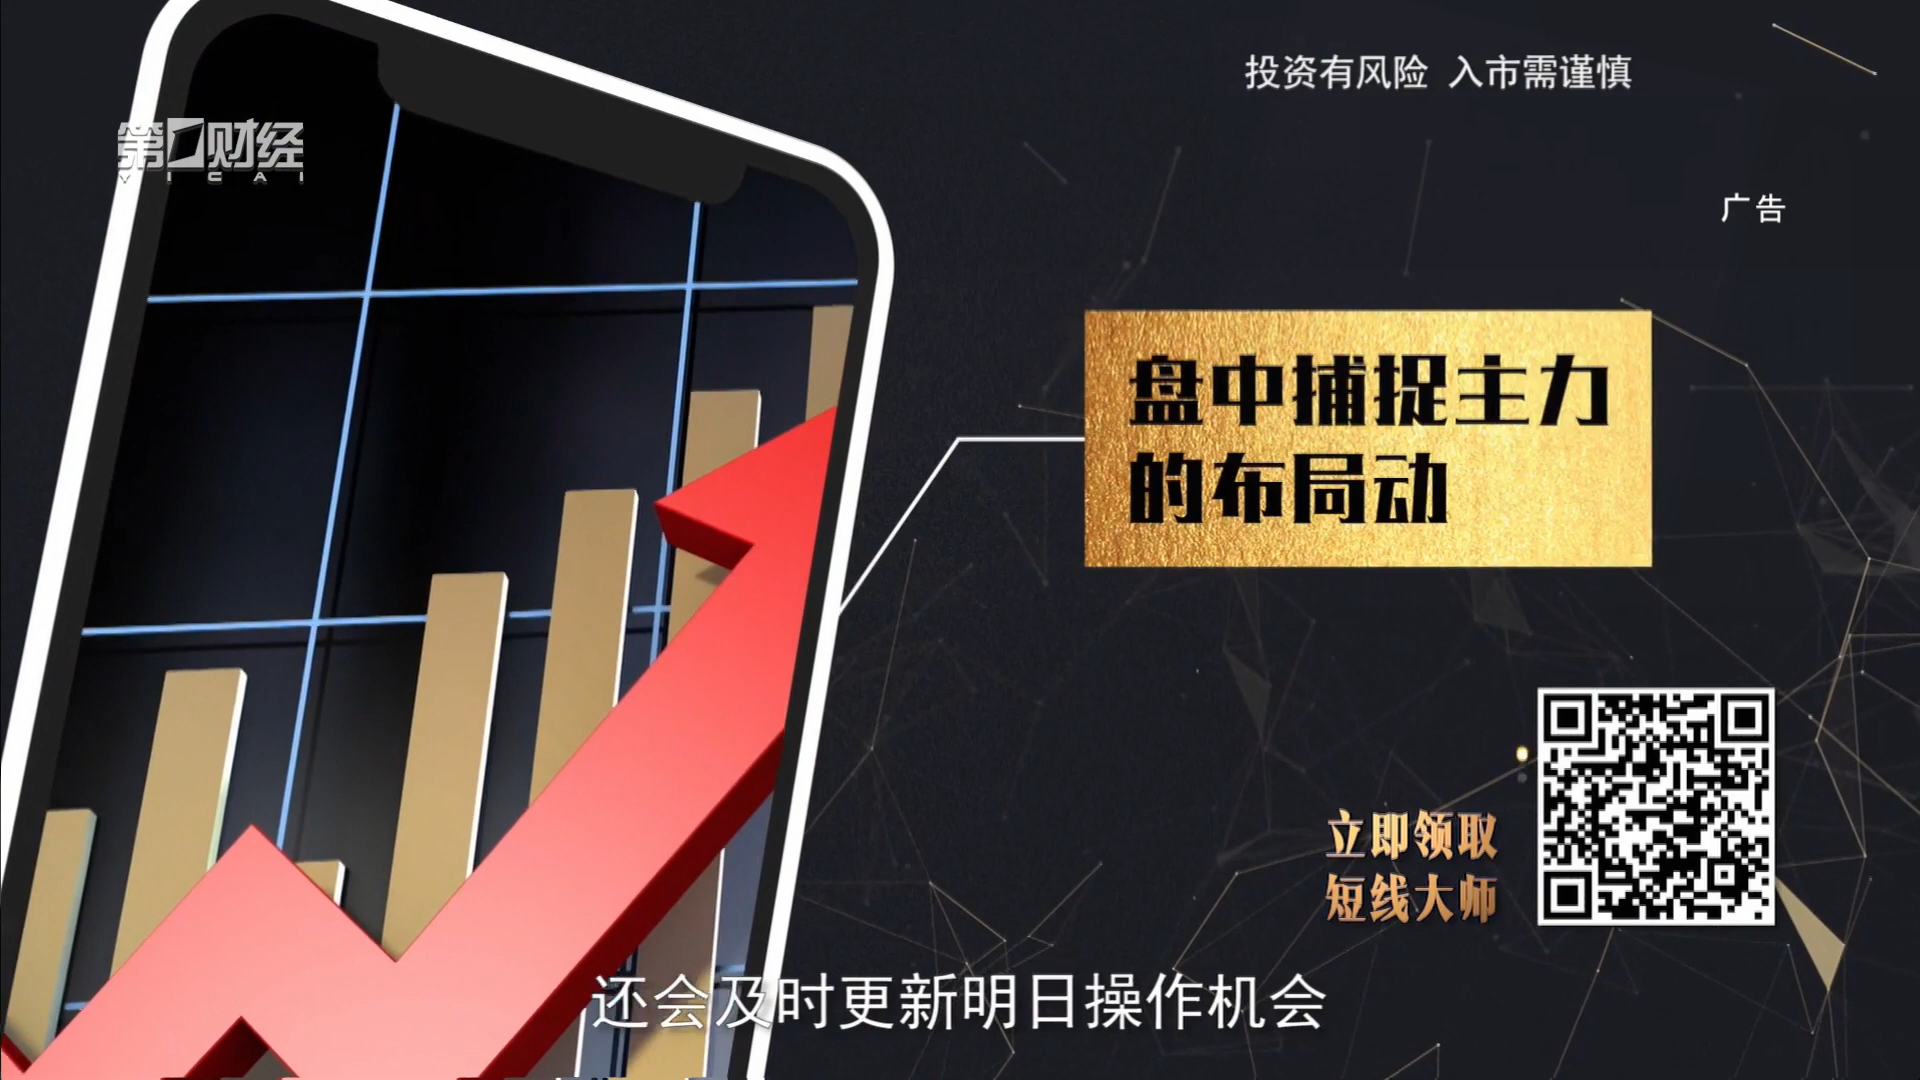 投资有风险 入市需谨慎
第一财经
YICAI
广告
盘中捕捉主力
的布局动
立即领取
短线大师
还会及时更新明日操作机会